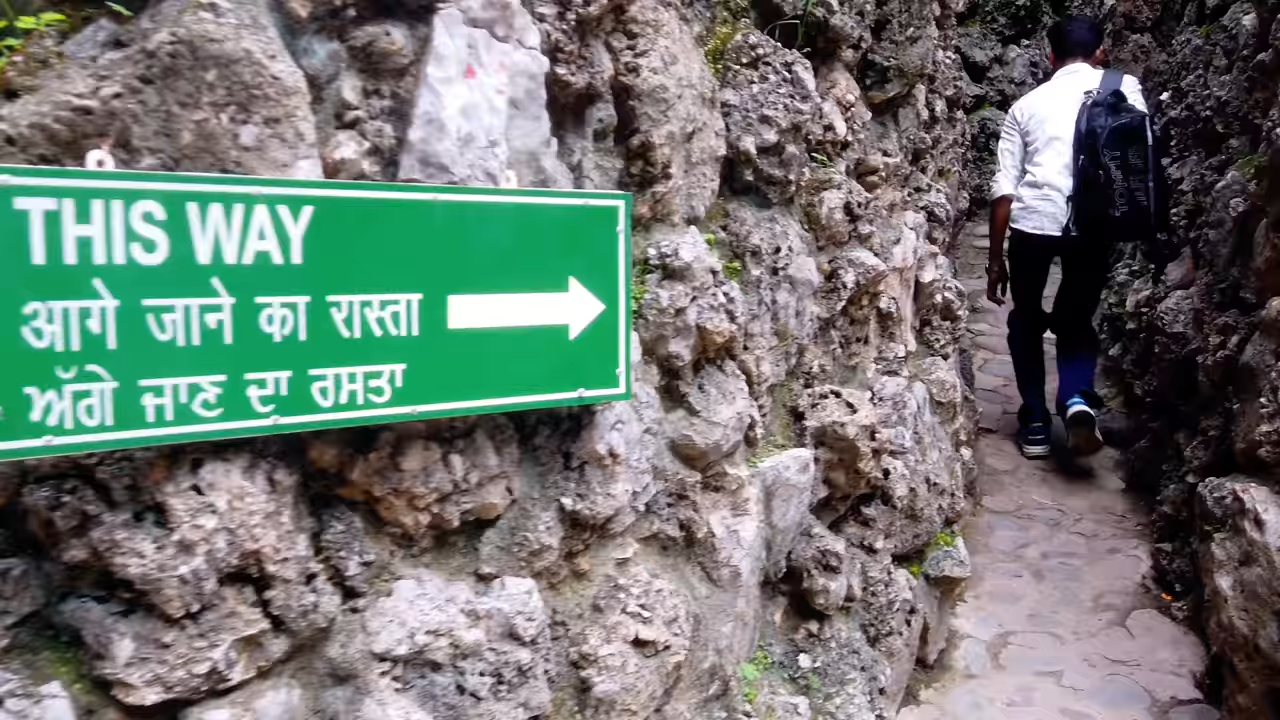 THIS WAY
आगे जाने का रास्ता
ਅੱਗੇ ਜਾਣ ਦਾ ਰਸਤਾ